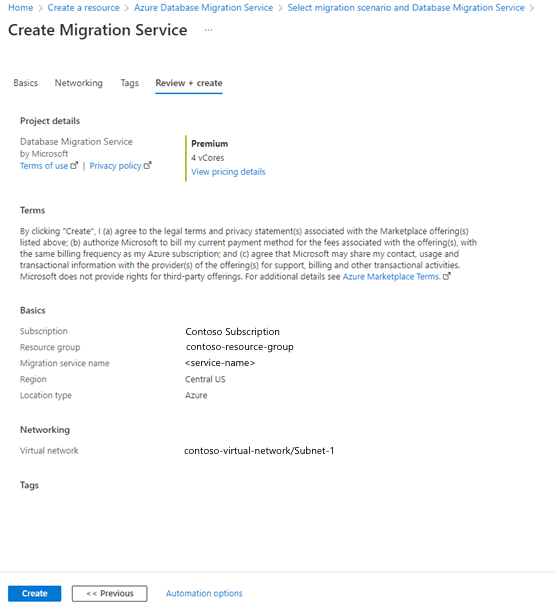 Home > Create a resource > Azure Database Migration Service > Select migration scenario and Database Migration Service >
Create Migration Service ...
Basics Networking Tags Review + create
Project details
Database Migration Service
by Microsoft
Terms of use | Privacy policy
Premium
4 vCores
View pricing details
Terms
By clicking "Create", I (a) agree to the legal terms and privacy statement(s) associated with the Marketplace offering(s)
listed above; (b) authorize Microsoft to bill my current payment method for the fees associated with the offering(s), with
the same billing frequency as my Azure subscription; and (c) agree that Microsoft may share my contact, usage and
transactional information with the provider(s) of the offering(s) for support, billing and other transactional activities.
Microsoft does not provide rights for third-party offerings. For additional details see Azure Marketplace Terms.
Basics
Subscription Contoso Subscription
Resource group contoso-resource-group
Migration service name <service-name>
Region Central US
Location type Azure
Networking
Virtual network contoso-virtual-network/Subnet-1
Tags
Create << Previous Automation options